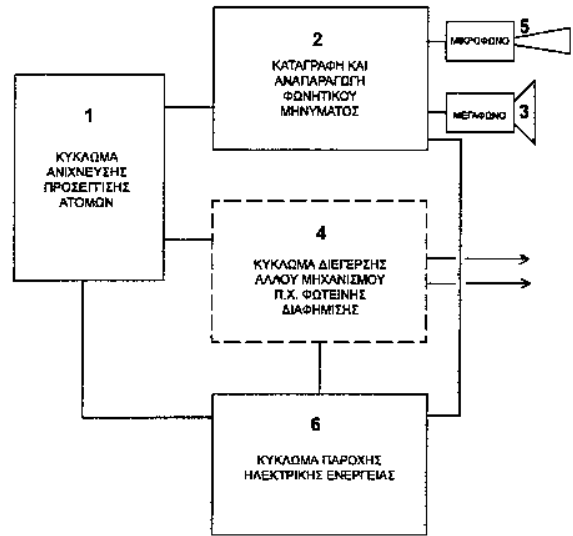 1
ΚΥΚΛΩΜΑ
ΑΝΙΧΝΕΥΣΗΣ
ΠΡΟΣΕΓΓΙΣΗΣ
ΑΤΟΜΩΝ
2
ΚΑΤΑΓΡΑΦΗ ΚΑΙ
ΑΝΑΠΑΡΑΓΩΓΗ
ΦΩΝΗΤΙΚΟΥ
ΜΗΝΥΜΑΤΟΣ
5
ΜΙΚΡΟΦΩΝΟ
ΜΕΓΑΦΩΝΟ
3
4
ΚΥΚΛΩΜΑ ΔΙΕΓΕΡΣΗΣ
ΑΛΛΟΥ ΜΗΧΑΝΙΣΜΟΥ
Π.Χ. ΦΩΤΕΙΝΗΣ
ΔΙΑΦΗΜΙΣΗΣ
6
ΚΥΚΛΩΜΑ ΠΑΡΟΧΗΣ
ΗΛΕΚΤΡΙΚΗΣ ΕΝΕΡΓΕΙΑΣ